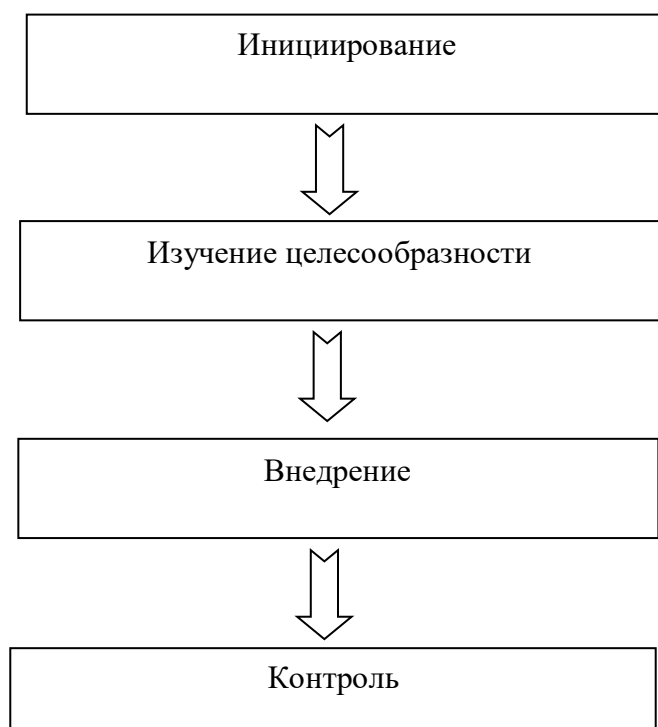 Инициирование
Изучение целесообразности
Внедрение
Контроль